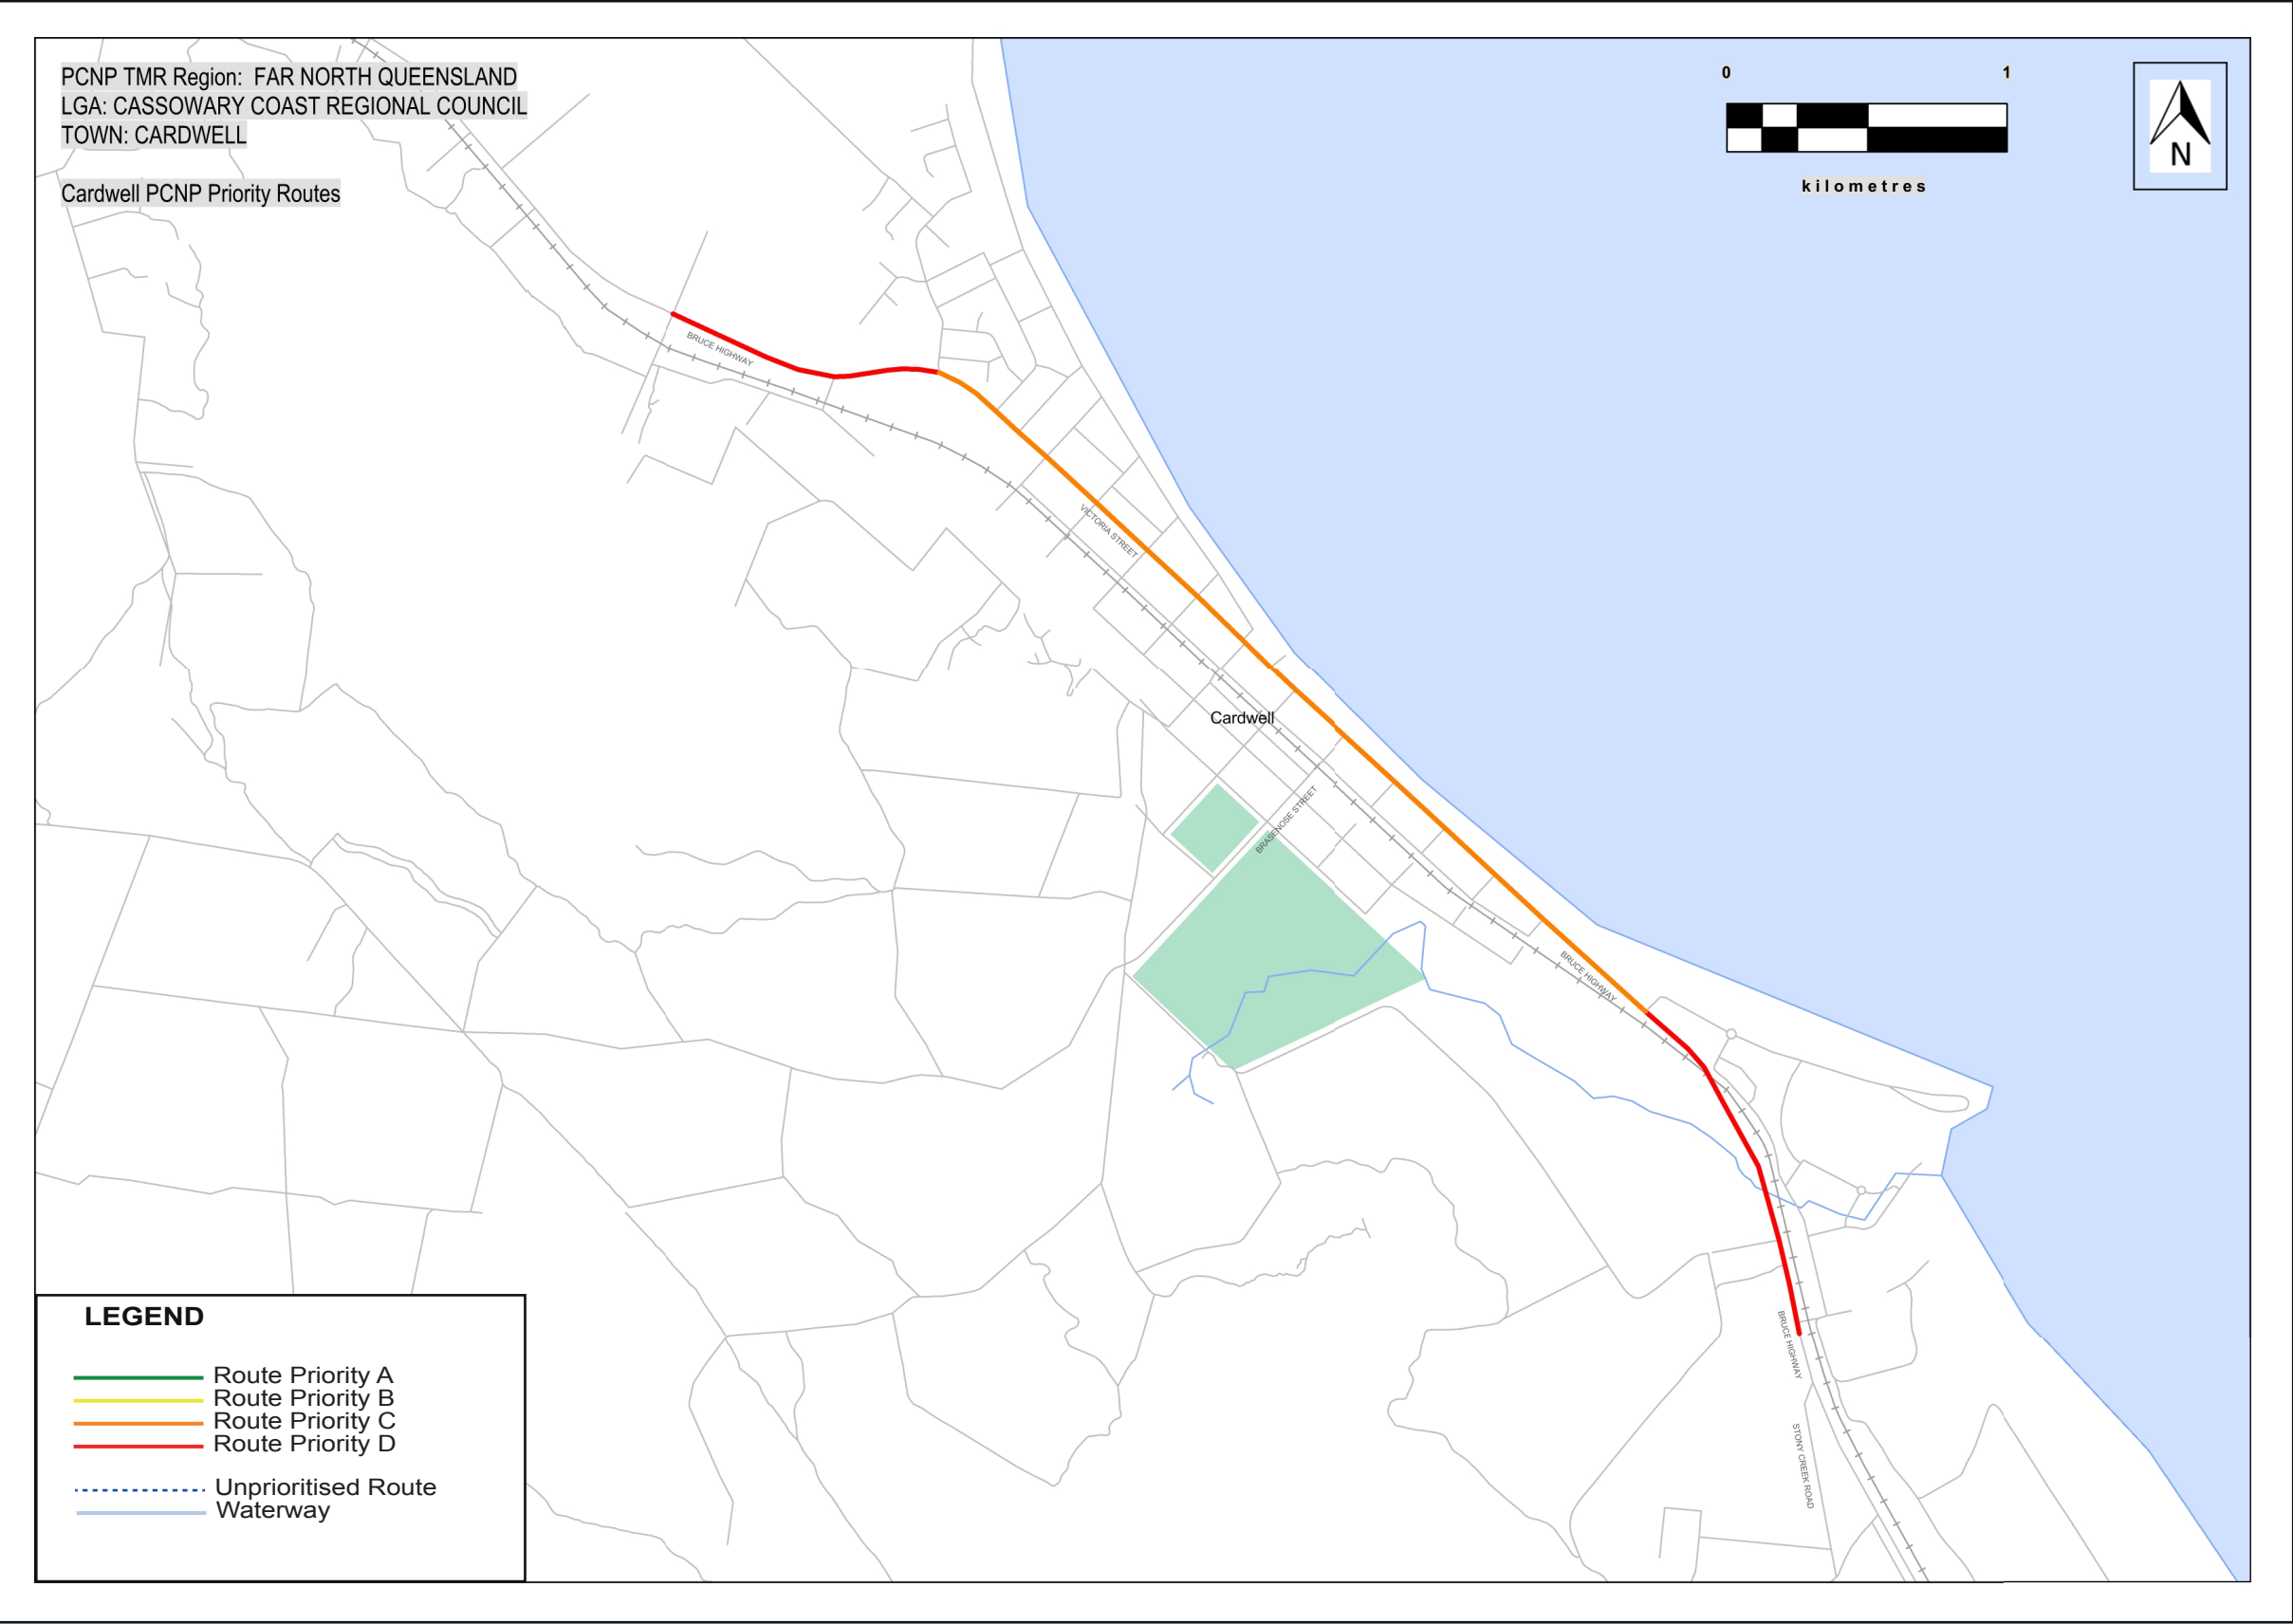 PCNP TMR Region:  FAR NORTH QUEENSLAND
LGA: CASSOWARY COAST REGIONAL COUNCIL
TOWN: CARDWELL
Cardwell PCNP Priority Routes
0 1
kilometres
N
BRUCE HIGHWAY
VICTORIA STREET
Cardwell
BRASENOSE STREET
BRUCE HIGHWAY
BRUCE HIGHWAY
STONY CREEK ROAD
LEGEND
Route Priority A
Route Priority B
Route Priority C
Route Priority D
Unprioritised Route
Waterway